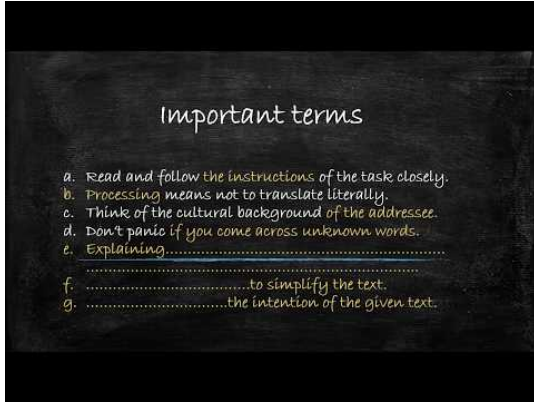 Important terms
a. Read and follow the instructions of the task closely.
b. Processing means not to translate literally.
c. Think of the cultural background of the addressee.
d. Don't panic if you come across unknown words.
e. Explaining..............................................................
.............................................................................
f. .....................................to simplify the text.
g. ................................the intention of the given text.